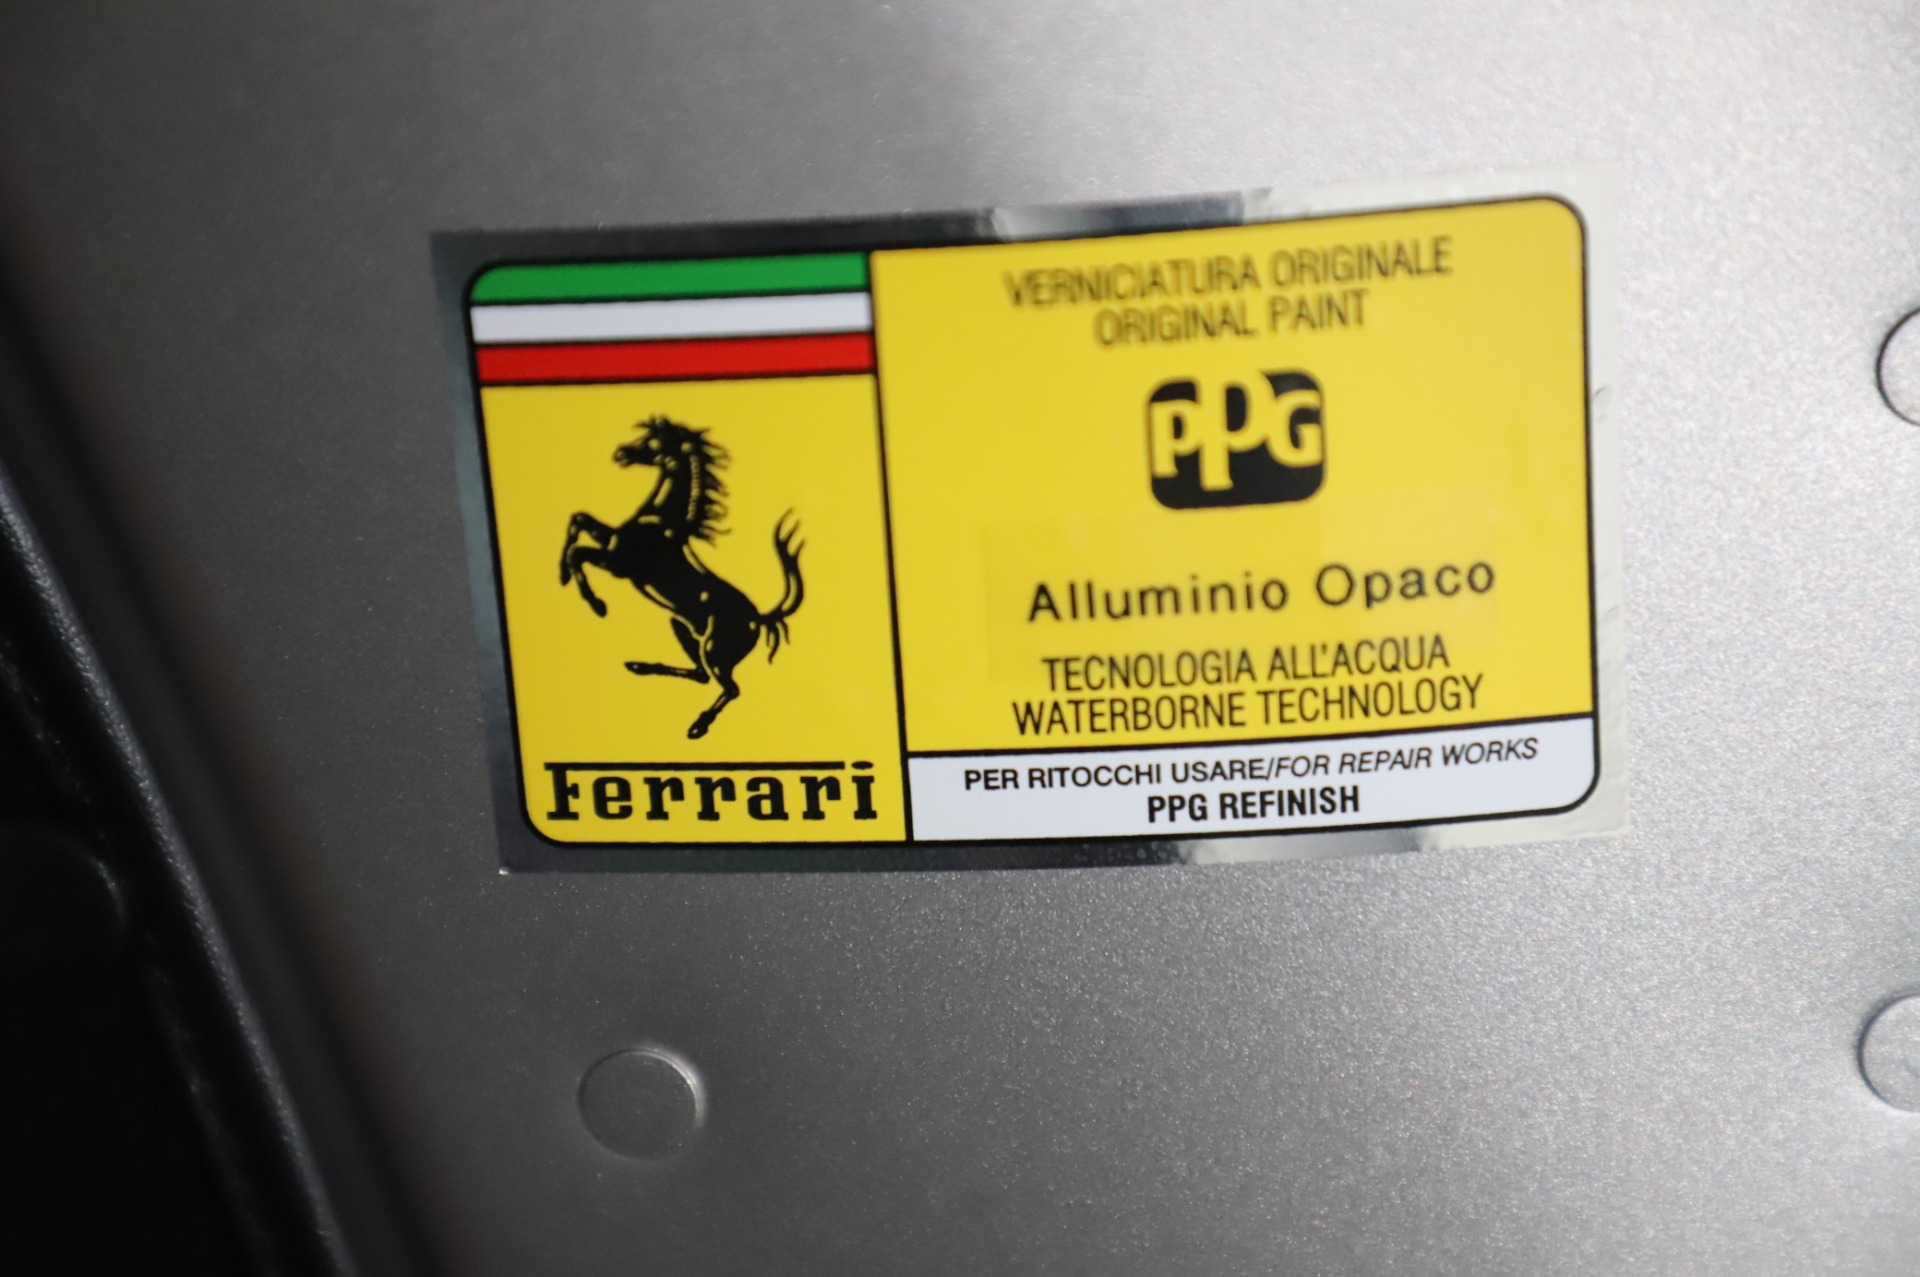 VERNICIATURA ORIGINALE
ORIGINAL PAINT
PPG
Alluminio Opaco
TECNOLOGIA ALL'ACQUA
WATERBORNE TECHNOLOGY
PER RITOCCHI USARE/FOR REPAIR WORKS
PPG REFINISH
Ferrari